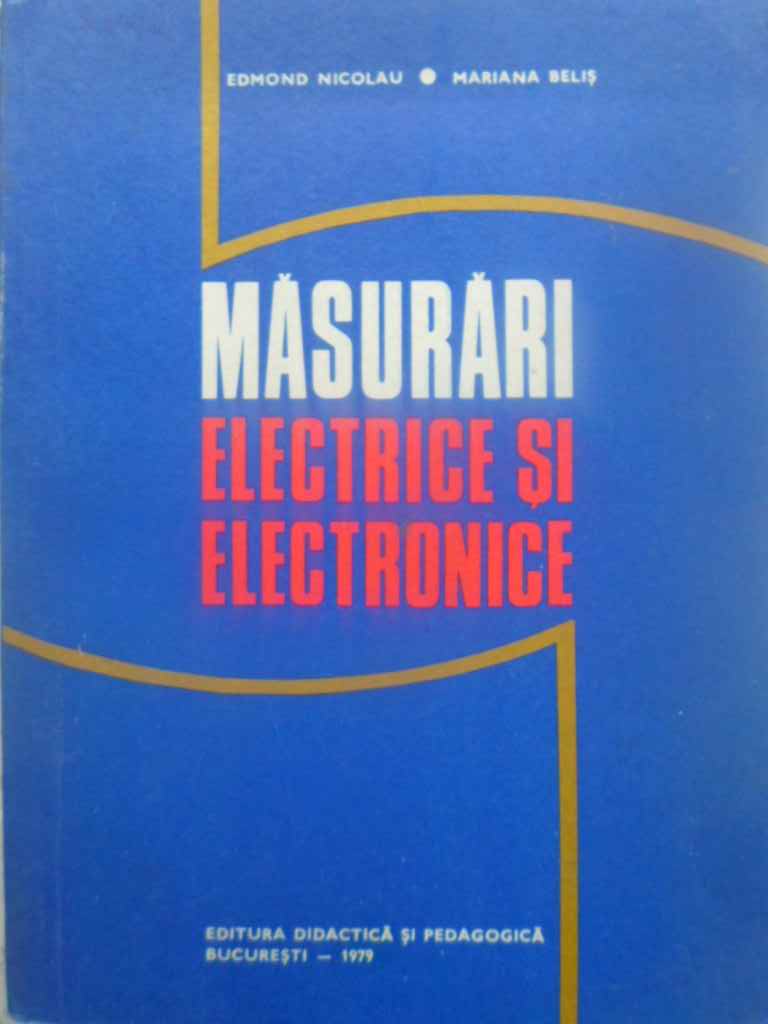 EDMOND NICOLAU ● MARIANA BELIȘ
MĂSURĂRI
ELECTRICE ȘI
ELECTRONICE
EDITURA DIDACTICĂ ȘI PEDAGOGICĂ
BUCUREȘTI — 1979